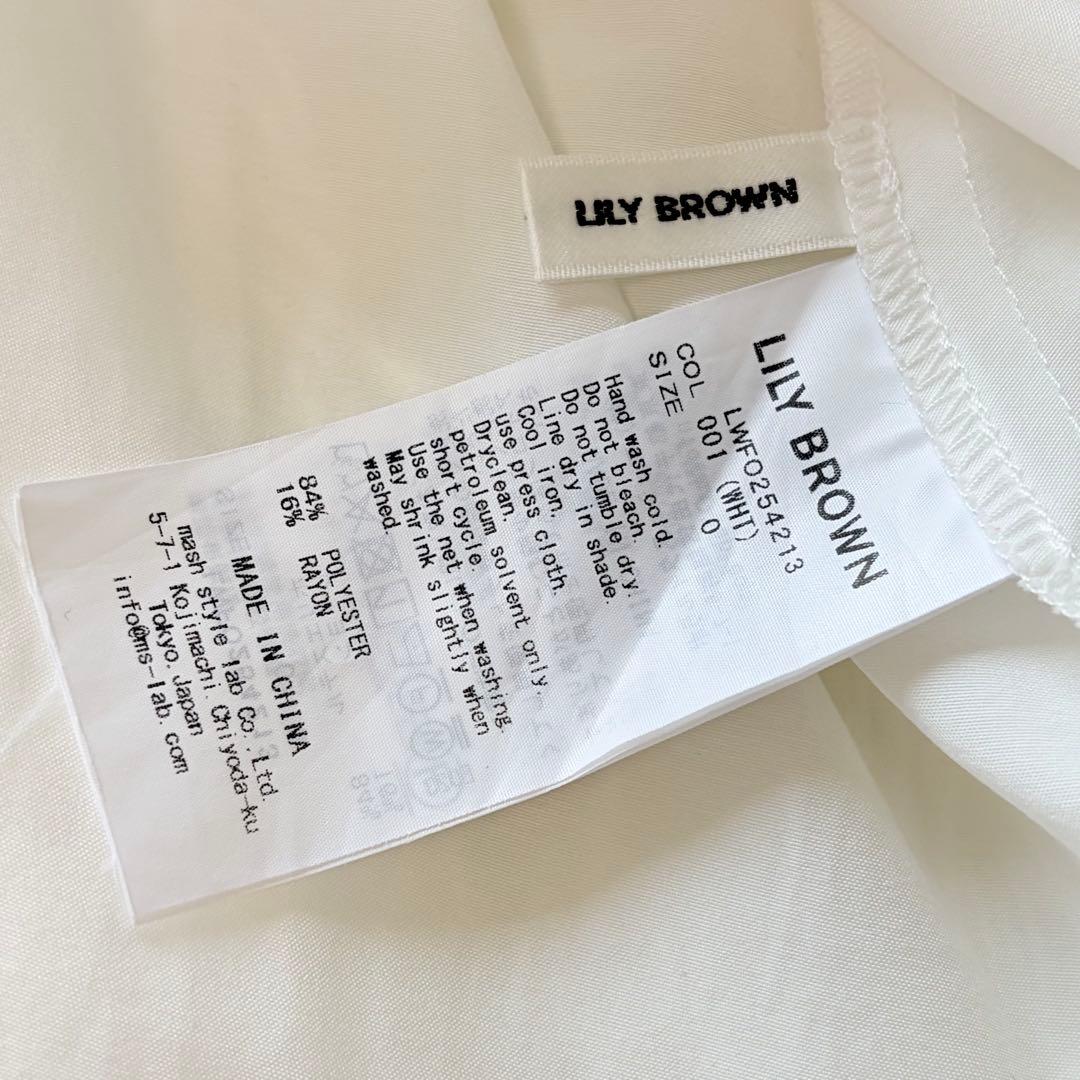 LILY BROWN
LILY BROWN
LWFO254213
COL 001 (WHT)
SIZE 0
Hand wash cold.
Do not bleach.
Do not tumble dry.
Line dry in shade.
Cool iron.
use press cloth.
Dryclean.
petroleum solvent only.
short cycle.
Use the net when washing.
May shrink slightly when
washed.
84% POLYESTER
16% RAYON
MADE IN CHINA
mash style lab Co., Ltd.
5-7-1 Kojimachi. Chiyoda-ku
Tokyo. Japan
info@ms-lab. com